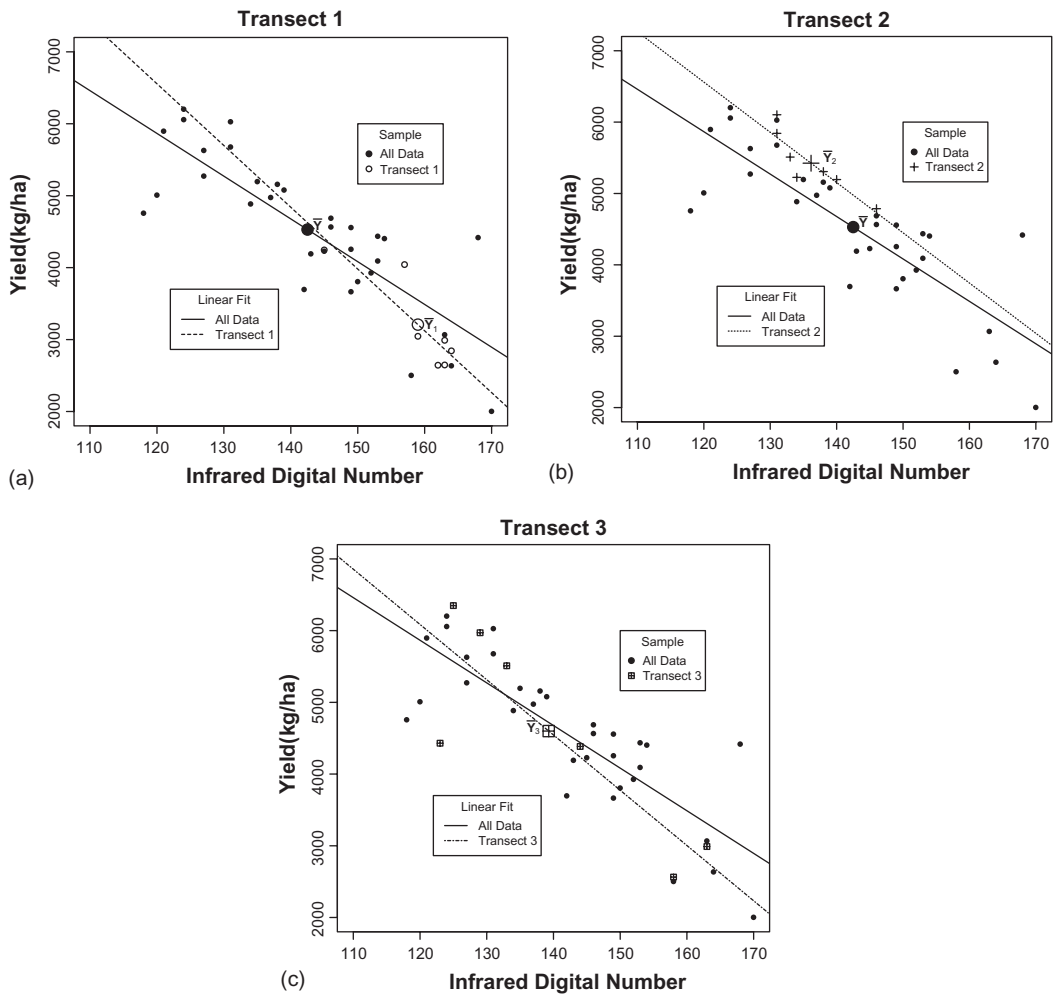 Transect 1
Yield(kg/ha)
7000
6000
5000
4000
3000
2000
Sample
All Data
Transect 1
Y̅
Y̅₁
Linear Fit
All Data
Transect 1
110 120 130 140 150 160 170
Infrared Digital Number
(a)
Transect 2
Yield(kg/ha)
7000
6000
5000
4000
3000
2000
Sample
All Data
Transect 2
Y̅₂
Y̅
Linear Fit
All Data
Transect 2
110 120 130 140 150 160 170
Infrared Digital Number
(b)
Transect 3
Yield(kg/ha)
7000
6000
5000
4000
3000
2000
Sample
All Data
Transect 3
Y̅₃
Linear Fit
All Data
Transect 3
110 120 130 140 150 160 170
Infrared Digital Number
(c)